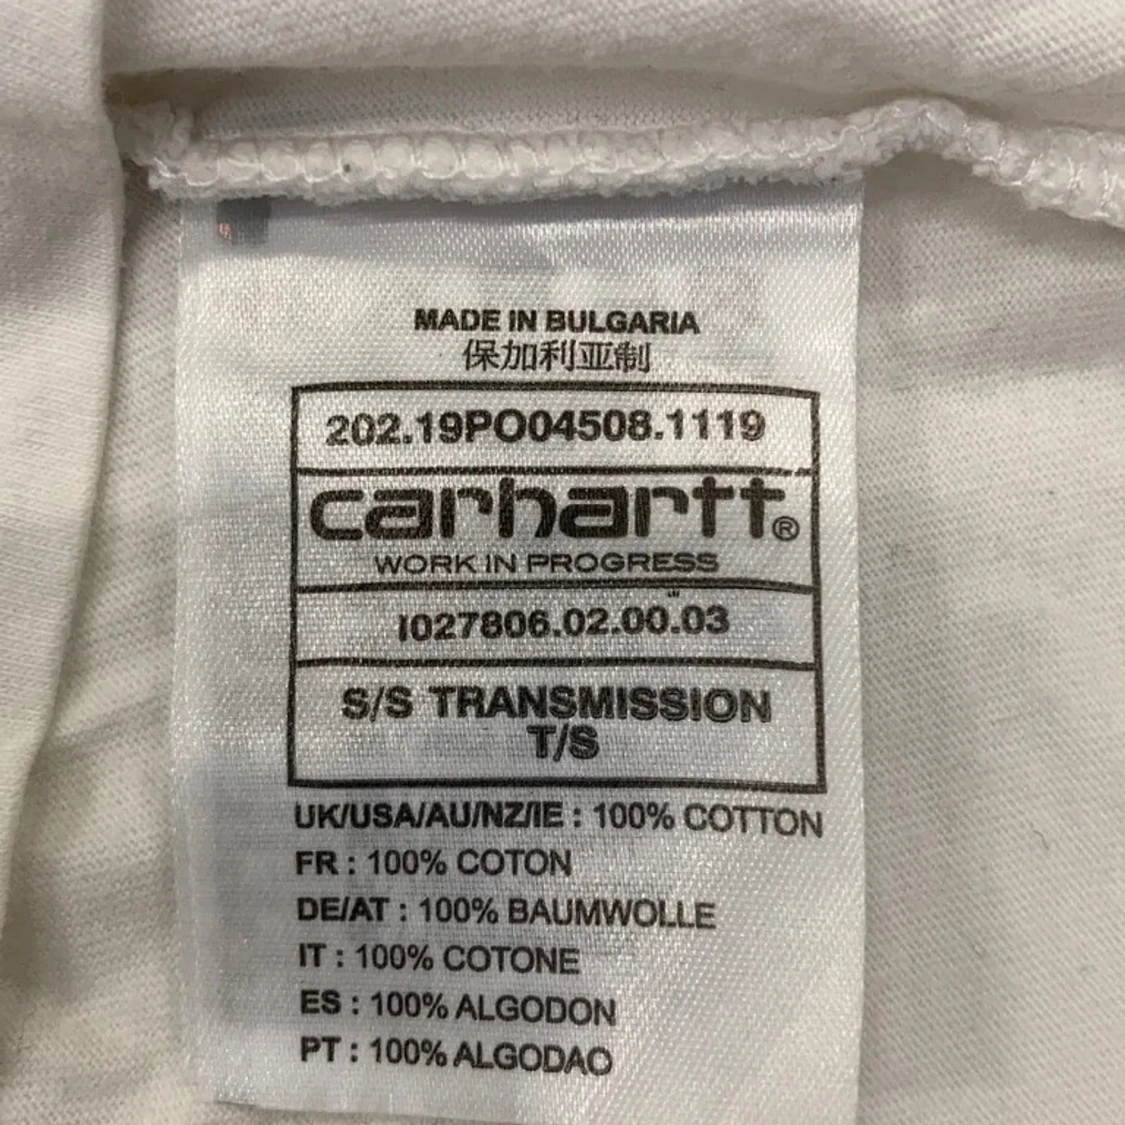 MADE IN BULGARIA
保加利亚制
202.19PO04508.1119
carhartt®
WORK IN PROGRESS
I027806.02.00.03
S/S TRANSMISSION
T/S
UK/USA/AU/NZ/IE : 100% COTTON
FR : 100% COTON
DE/AT : 100% BAUMWOLLE
IT : 100% COTONE
ES : 100% ALGODON
PT : 100% ALGODAO